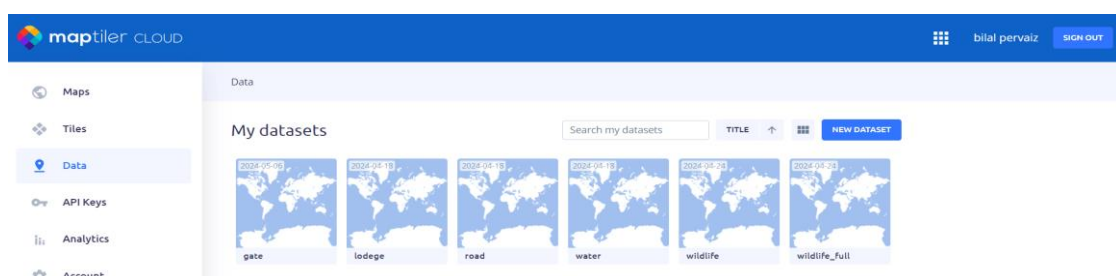 maptiler CLOUD
bilal pervaiz
SIGN OUT
Maps
Tiles
Data
API Keys
Analytics
Account
Data
My datasets
Search my datasets
TITLE
NEW DATASET
2024-05-06
2024-04-18
2024-04-18
2024-04-18
2024-04-24
2024-04-24
gate
lodege
road
water
wildlife
wildlife_full